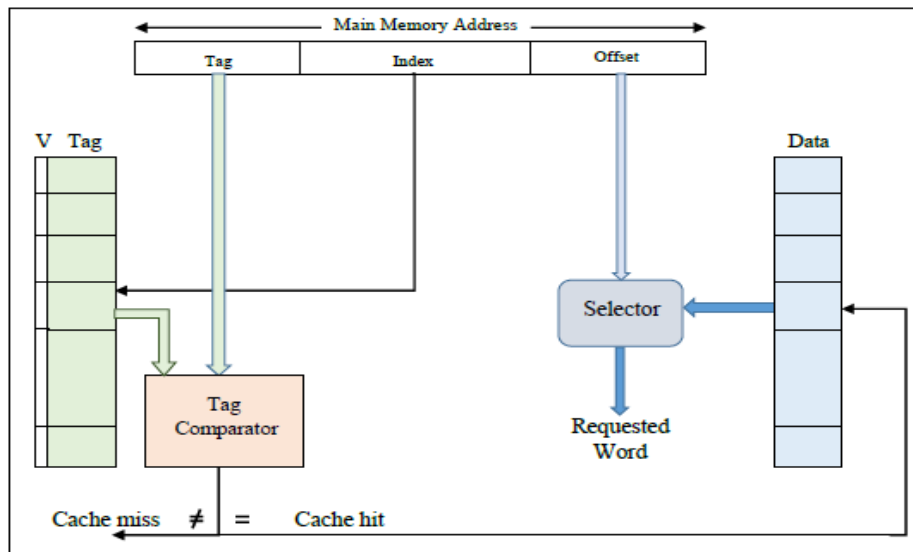 Main Memory Address
Tag Index Offset
V Tag
Data
Selector
Tag
Comparator
Requested
Word
Cache miss ≠ = Cache hit